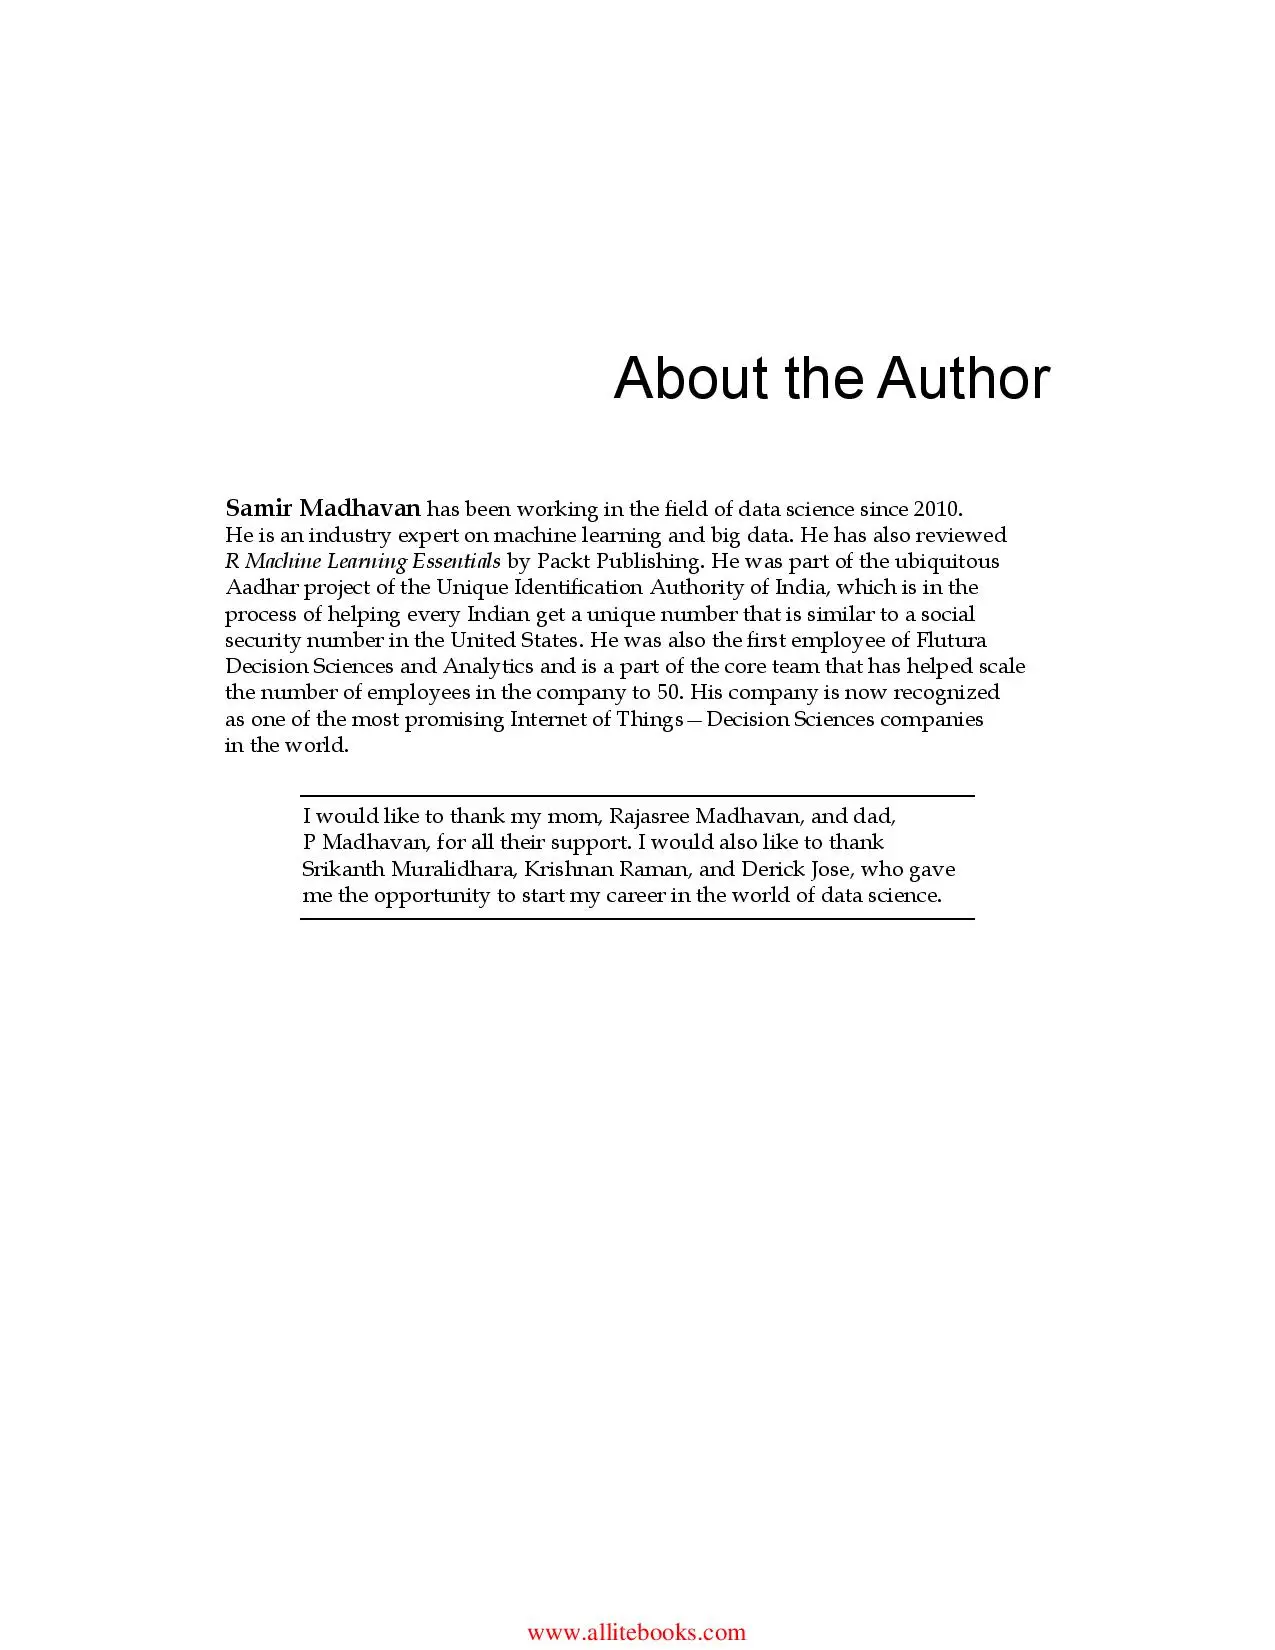 About the Author
Samir Madhavan has been working in the field of data science since 2010.
He is an industry expert on machine learning and big data. He has also reviewed
R Machine Learning Essentials by Packt Publishing. He was part of the ubiquitous
Aadhar project of the Unique Identification Authority of India, which is in the
process of helping every Indian get a unique number that is similar to a social
security number in the United States. He was also the first employee of Flutura
Decision Sciences and Analytics and is a part of the core team that has helped scale
the number of employees in the company to 50. His company is now recognized
as one of the most promising Internet of Things—Decision Sciences companies
in the world.
I would like to thank my mom, Rajasree Madhavan, and dad,
P Madhavan, for all their support. I would also like to thank
Srikanth Muralidhara, Krishnan Raman, and Derick Jose, who gave
me the opportunity to start my career in the world of data science.
www.allitebooks.com